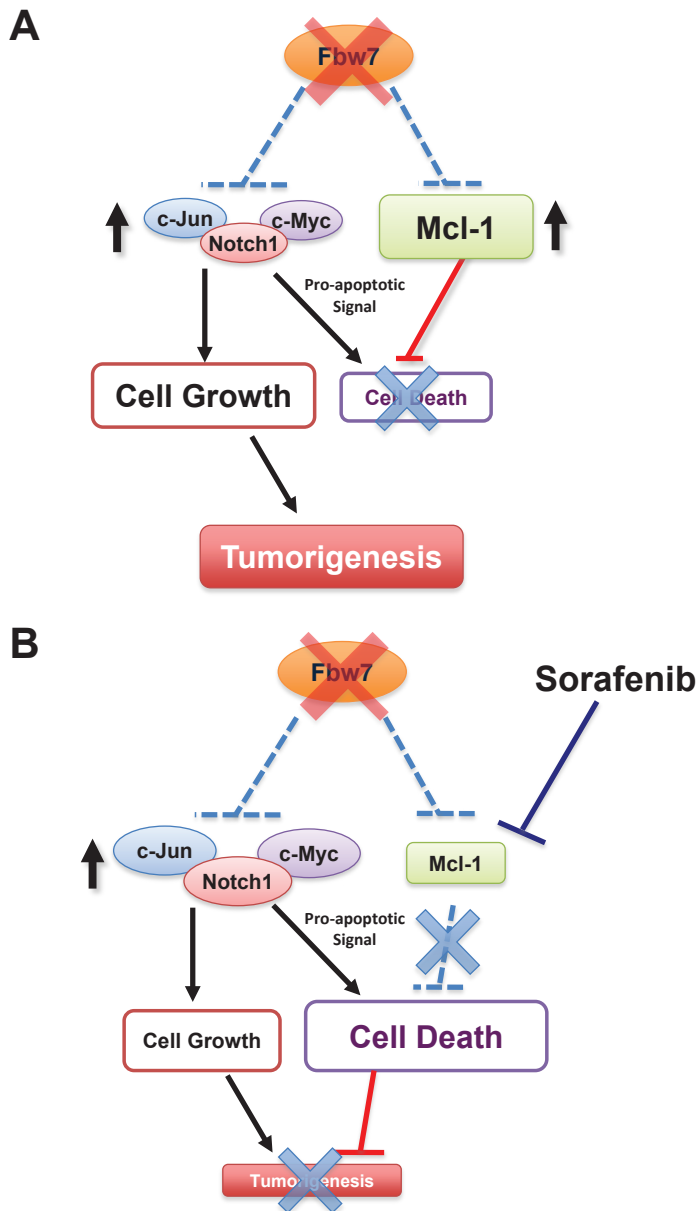 A
Fbw7
c-Jun
c-Myc
Notch1
Mcl-1
Pro-apoptotic
Signal
Cell Growth
Cell Death
Tumorigenesis
B
Fbw7
Sorafenib
c-Jun
c-Myc
Notch1
Mcl-1
Pro-apoptotic
Signal
Cell Growth
Cell Death
Tumorigenesis